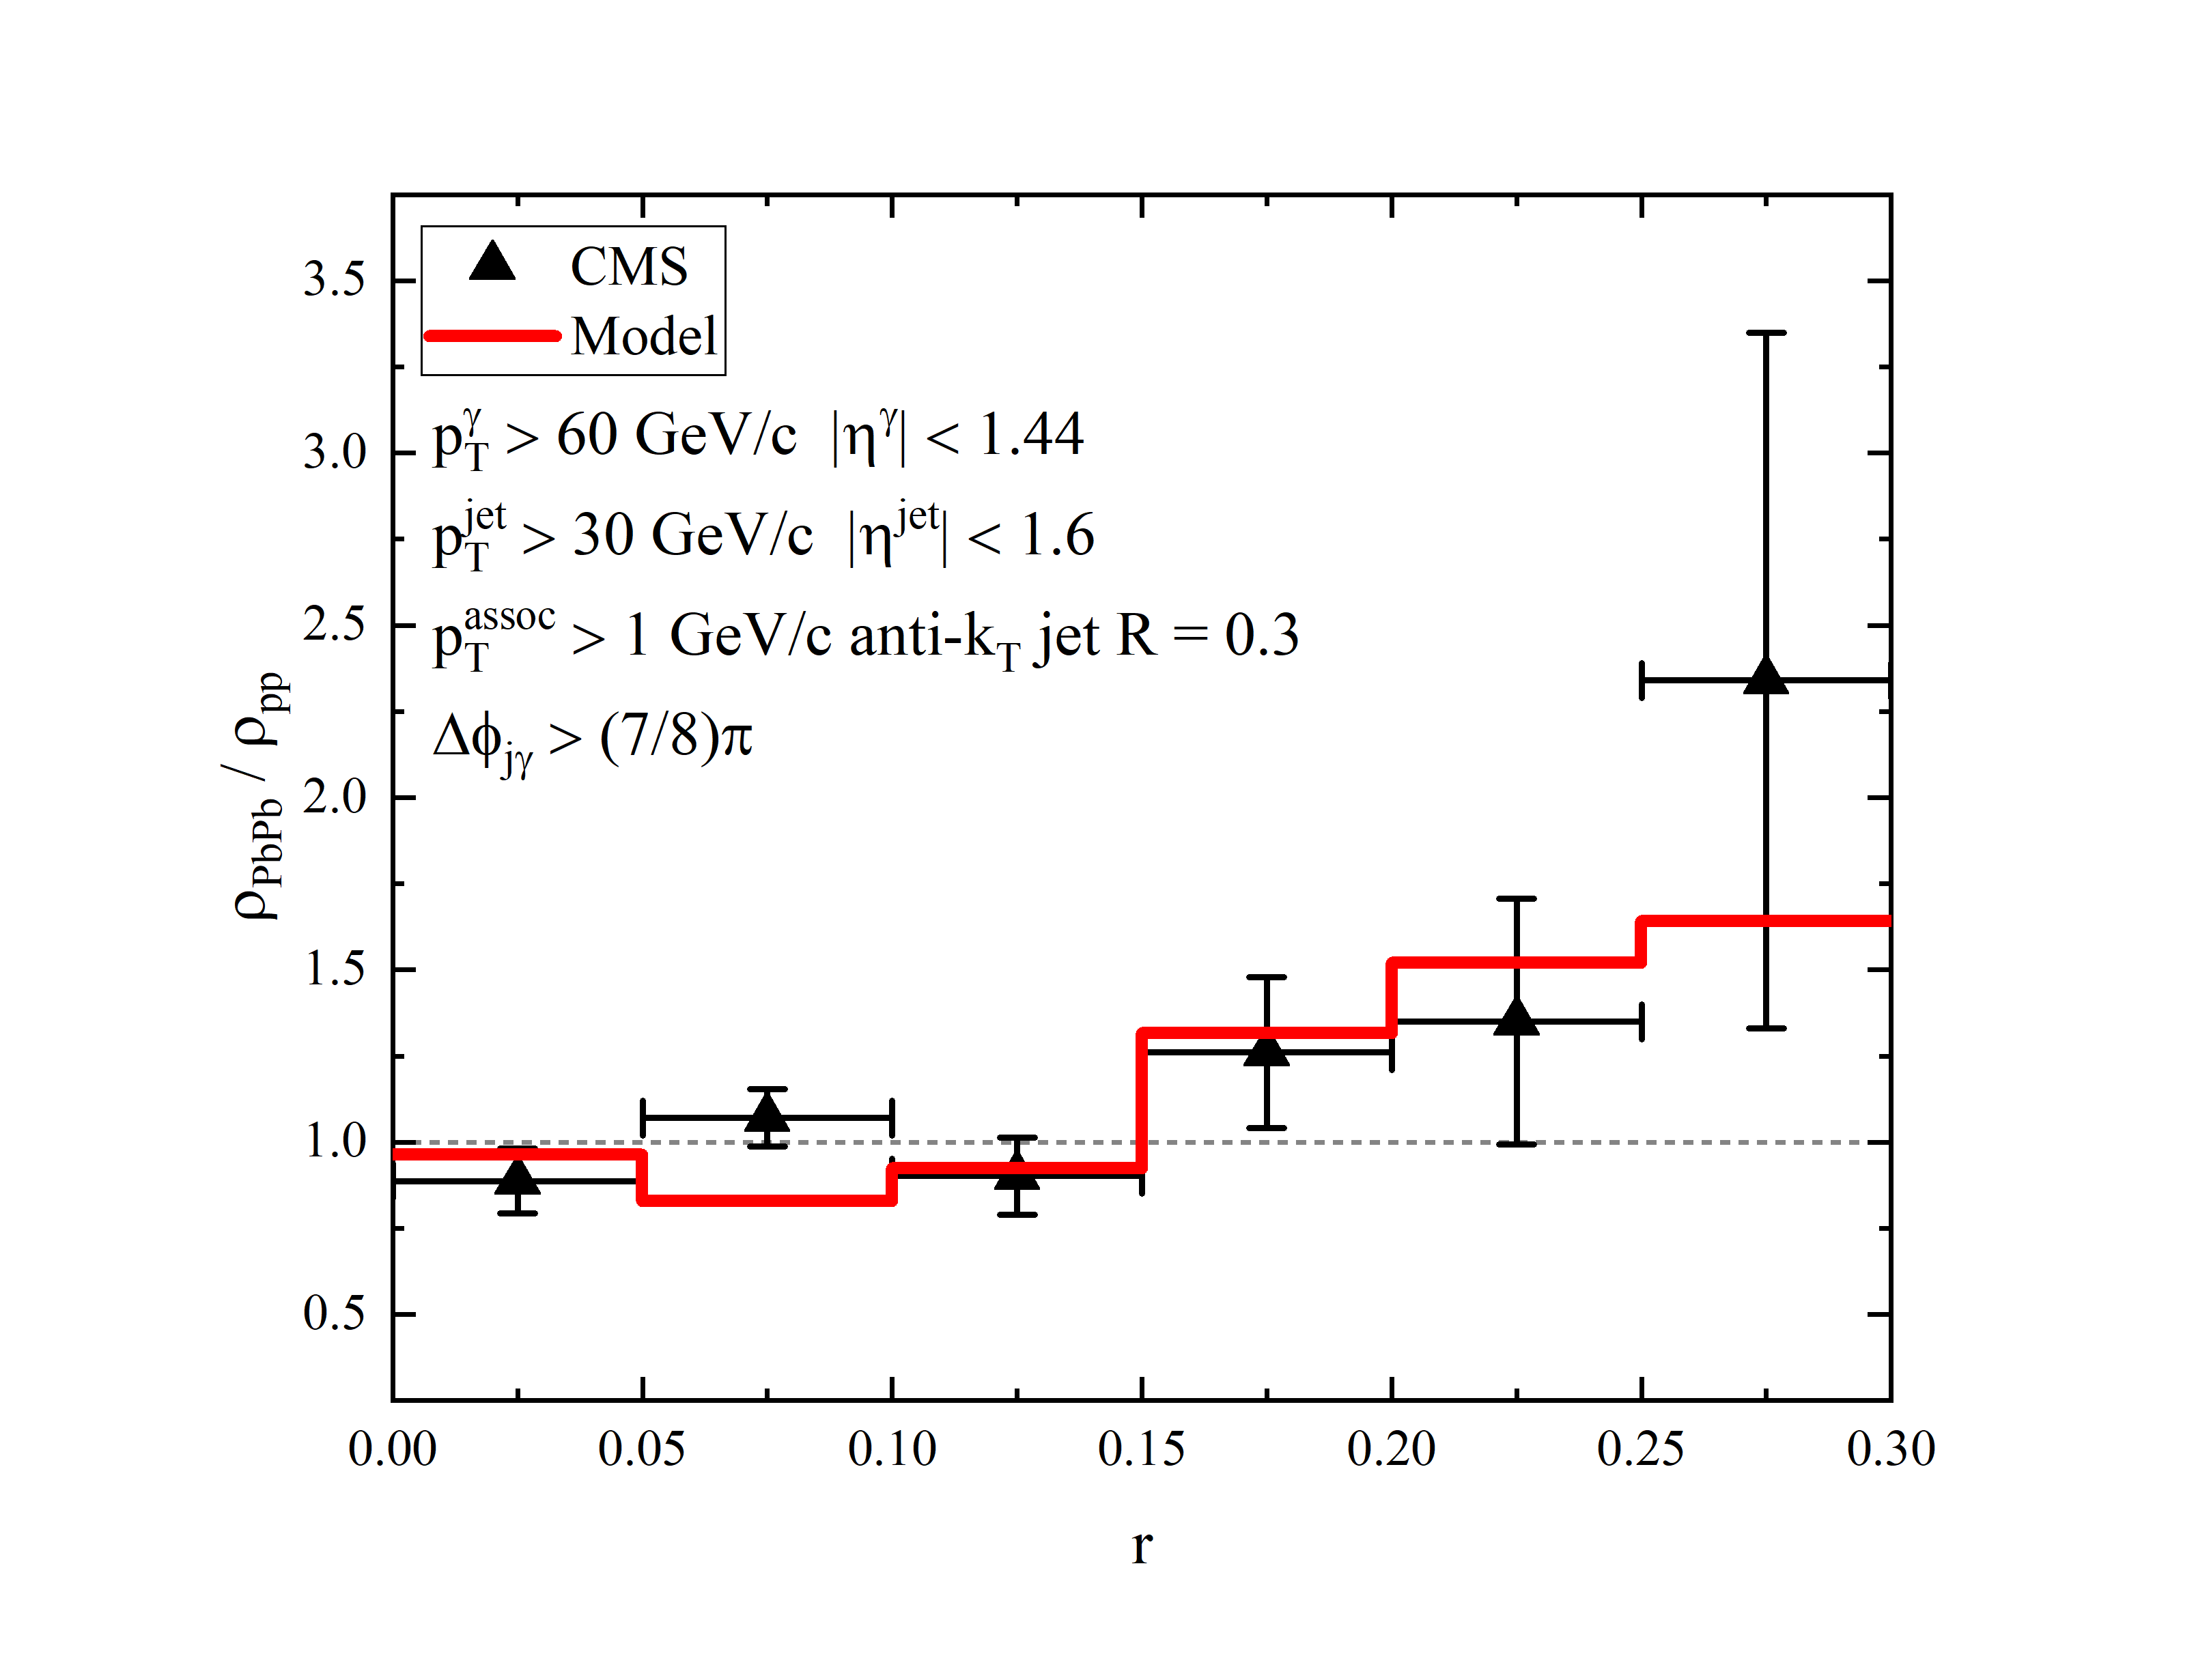 CMS
Model
p_T^γ > 60 GeV/c |η^γ| < 1.44
p_T^jet > 30 GeV/c |η^jet| < 1.6
p_T^assoc > 1 GeV/c anti-k_T jet R = 0.3
Δϕ_jγ > (7/8)π
ρ_PbPb / ρ_pp
3.5
3.0
2.5
2.0
1.5
1.0
0.5
0.00 0.05 0.10 0.15 0.20 0.25 0.30
r